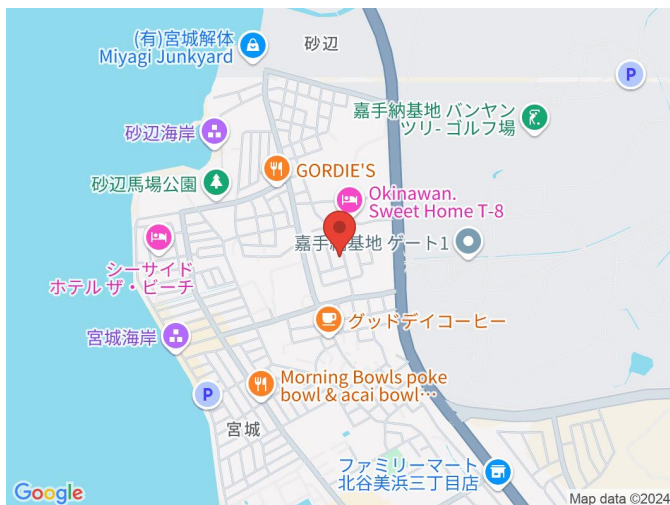 (有)宮城解体
Miyagi Junkyard
砂辺
P
嘉手納基地 バンヤン
ツリ- ゴルフ場
砂辺海岸
GORDIE'S
砂辺馬場公園
Okinawan.
Sweet Home T-8
嘉手納基地 ゲート1
シーサイド
ホテル ザ・ビーチ
グッドデイコーヒー
宮城海岸
Morning Bowls poke
bowl & acai bowl…
P
宮城
ファミリーマート
北谷美浜三丁目店
Google
Map data ©2024